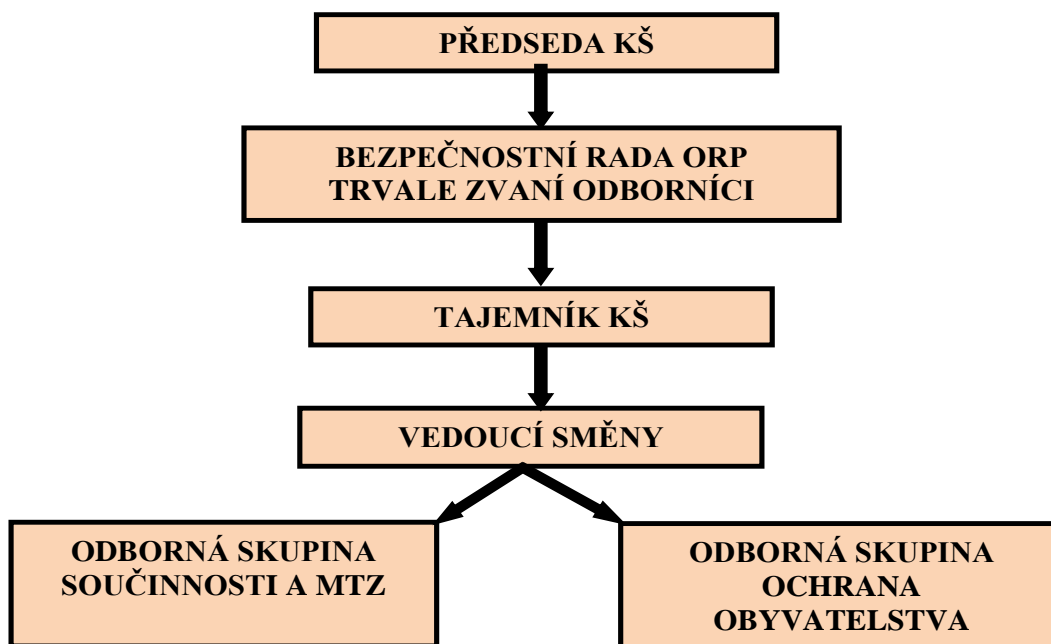 PŘEDSEDA KŠ
BEZPEČNOSTNÍ RADA ORP
TRVALE ZVANÍ ODBORNÍCI
TAJEMNÍK KŠ
VEDOUCÍ SMĚNY
ODBORNÁ SKUPINA
SOUČINNOSTI A MTZ
ODBORNÁ SKUPINA
OCHRANA
OBYVATELSTVA